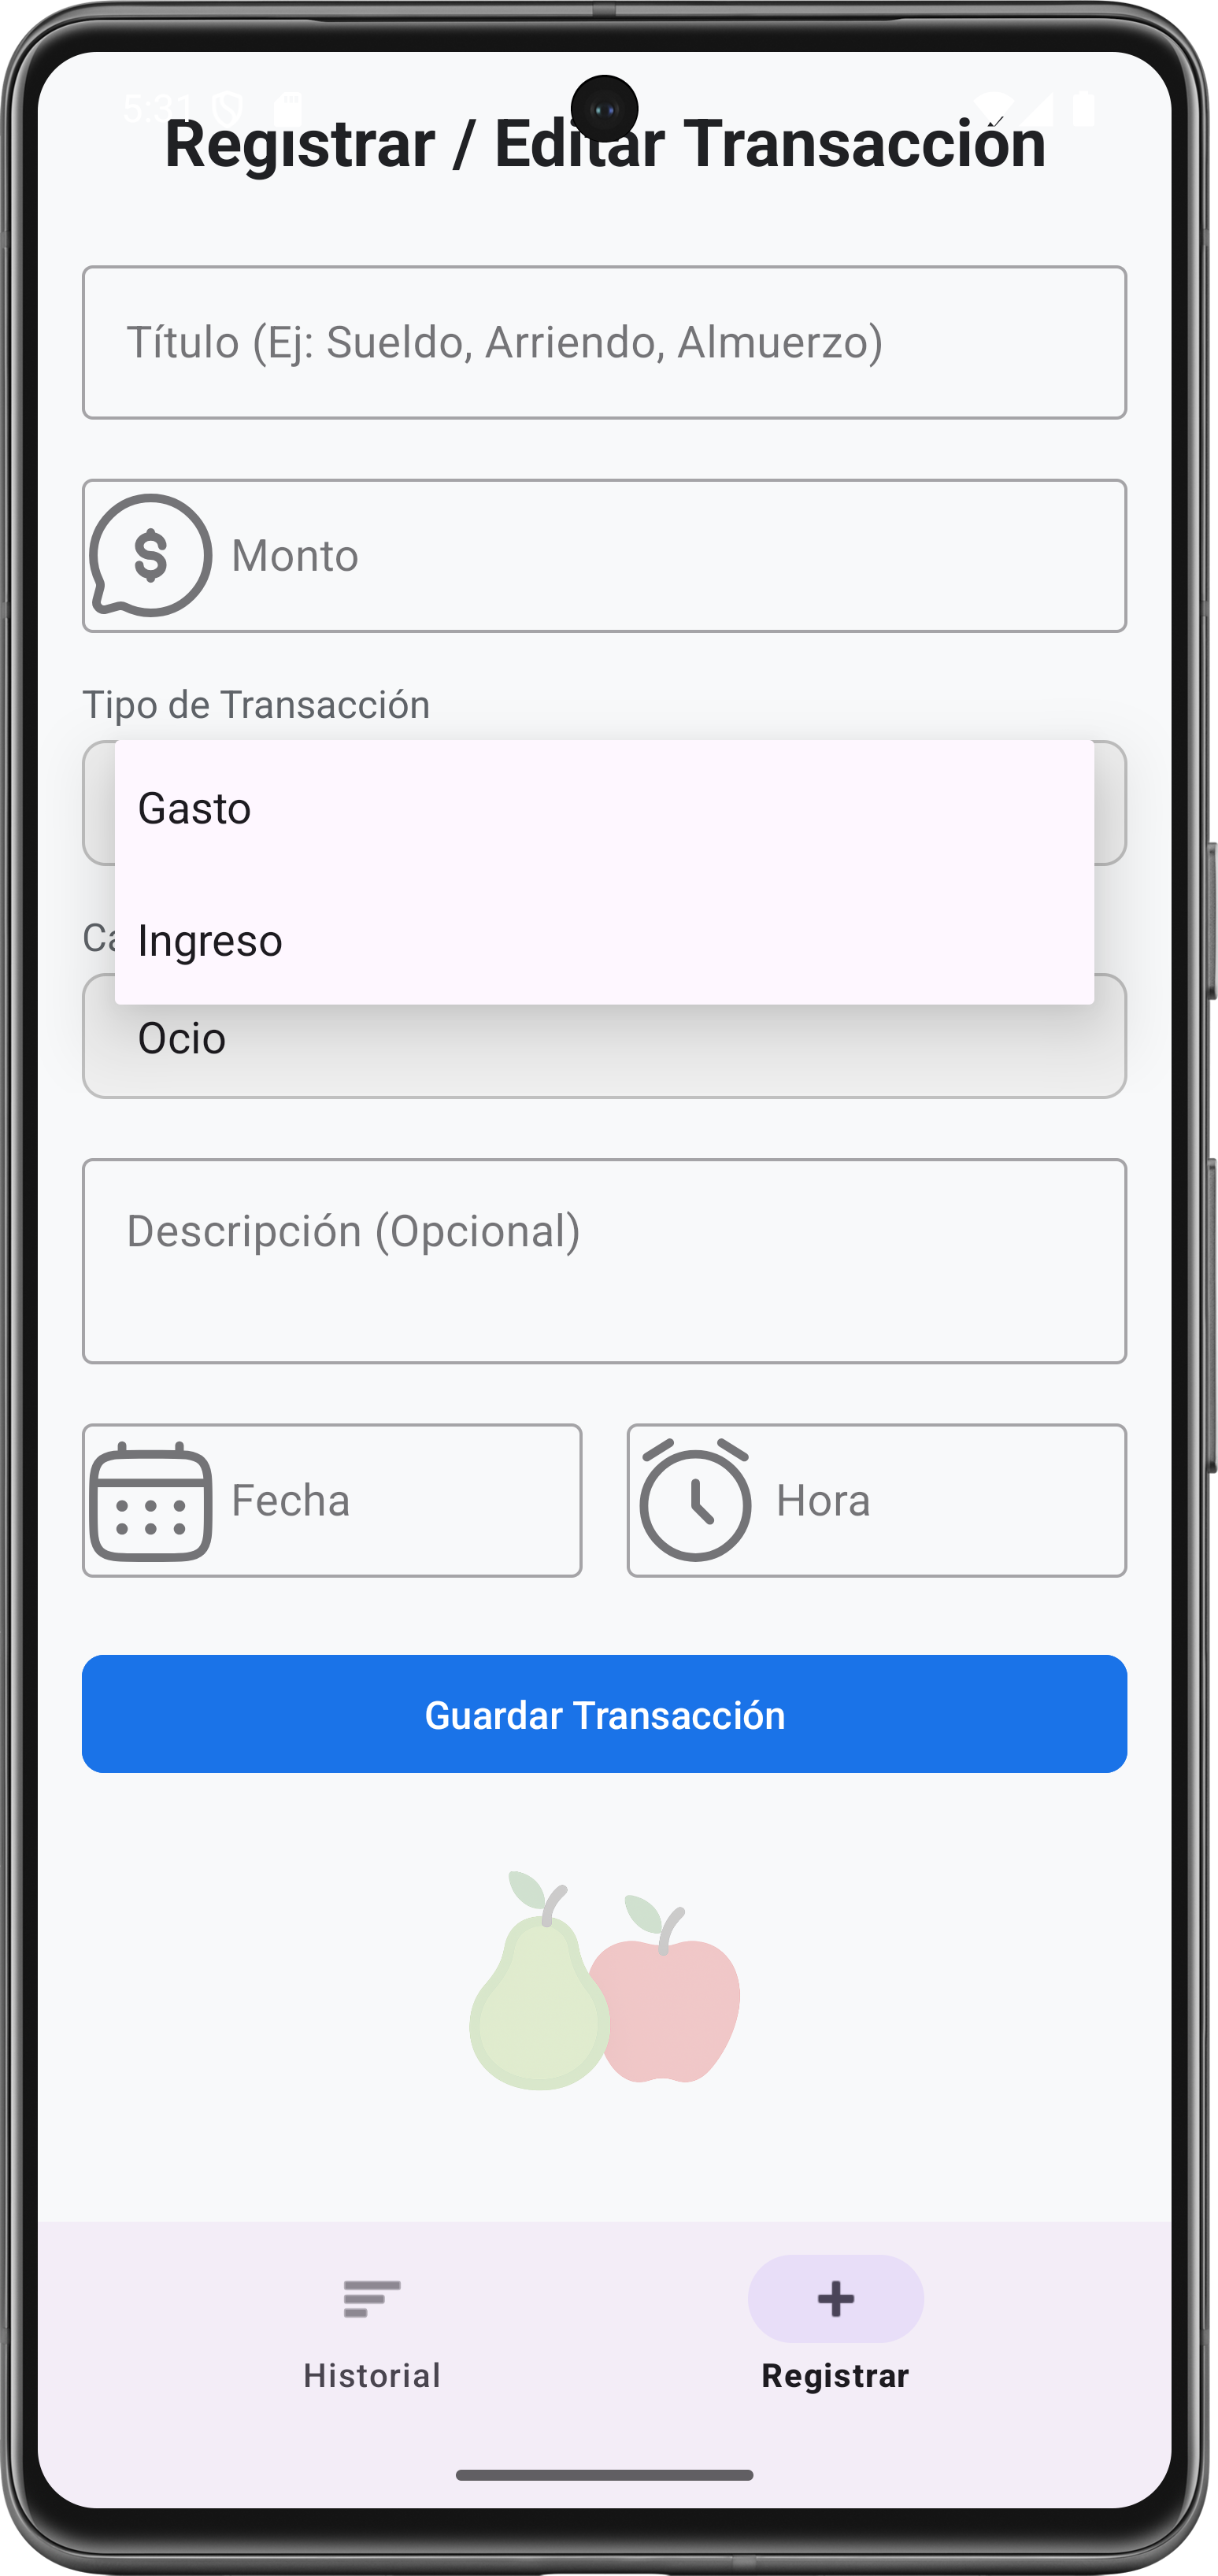 5:31
Registrar / Editar Transacción
Título (Ej: Sueldo, Arriendo, Almuerzo)
$ Monto
Tipo de Transacción
Gasto
Ingreso
Ocio
Descripción (Opcional)
Fecha
Hora
Guardar Transacción
Historial
Registrar